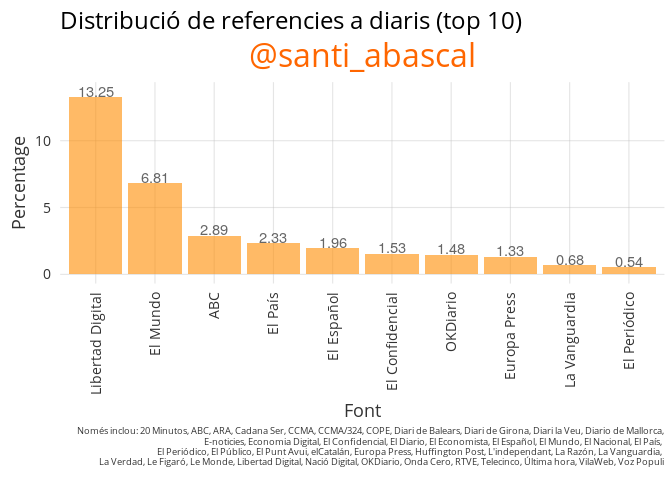 Distribució de referencies a diaris (top 10)
@santi_abascal
Percentage
10
5
0
13.25
6.81
2.89
2.33
1.96
1.53
1.48
1.33
0.68
0.54
Libertad Digital
El Mundo
ABC
El País
El Español
El Confidencial
OKDiario
Europa Press
La Vanguardia
El Periódico
Font
Només inclou: 20 Minutos, ABC, ARA, Cadana Ser, CCMA, CCMA/324, COPE, Diari de Balears, Diari de Girona, Diari la Veu, Diario de Mallorca,
E-noticies, Economia Digital, El Confidencial, El Diario, El Economista, El Español, El Mundo, El Nacional, El País,
El Periódico, El Público, El Punt Avui, elCatalán, Europa Press, Huffington Post, L'independant, La Razón, La Vanguardia,
La Verdad, Le Figaró, Le Monde, Libertad Digital, Nació Digital, OKDiario, Onda Cero, RTVE, Telecinco, Última hora, VilaWeb, Voz Populi